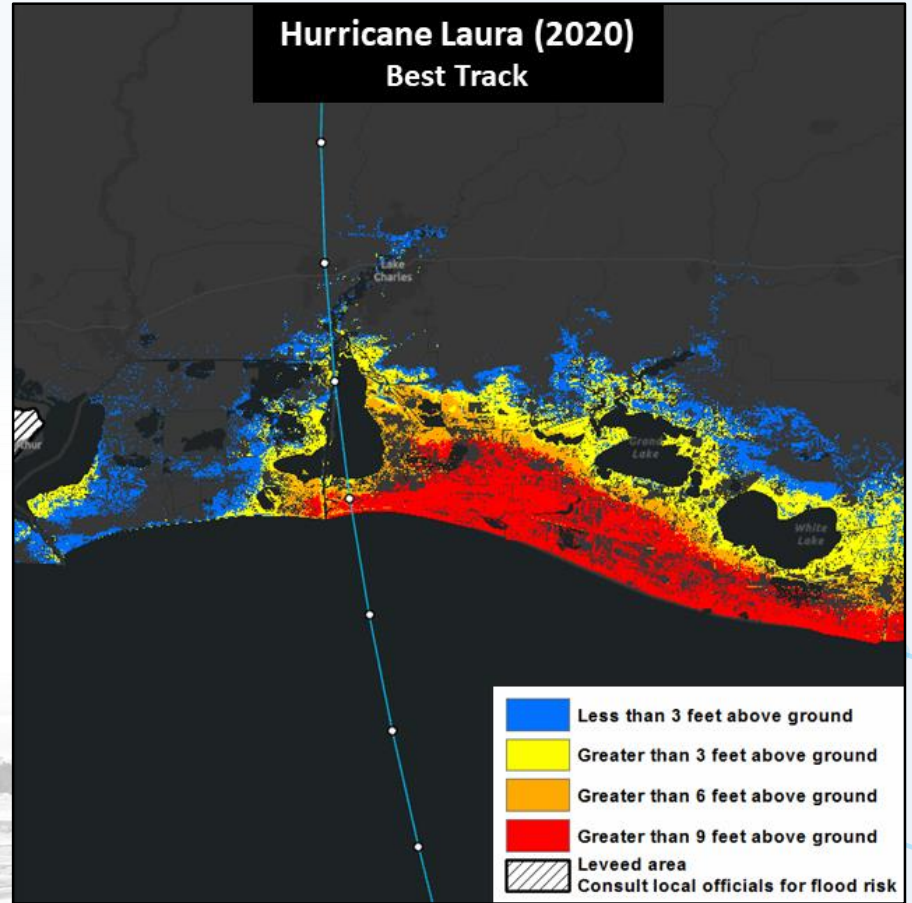 Hurricane Laura (2020)
Best Track
Lake
Charles
Grand
Lake
White
Lake
Less than 3 feet above ground
Greater than 3 feet above ground
Greater than 6 feet above ground
Greater than 9 feet above ground
Leveed area
Consult local officials for flood risk